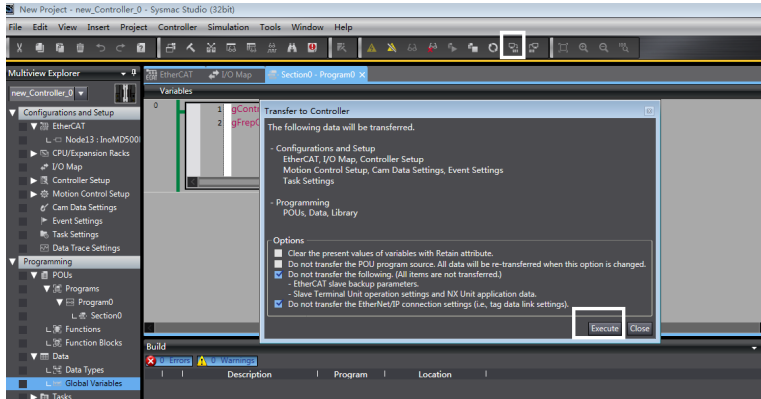 New Project - new_Controller_0 - Sysmac Studio (32bit)
File Edit View Insert Project Controller Simulation Tools Window Help
Multiview Explorer
new_Controller_0
Configurations and Setup
EtherCAT
Node13 : InoMD500
CPU/Expansion Racks
I/O Map
Controller Setup
Motion Control Setup
Cam Data Settings
Event Settings
Task Settings
Data Trace Settings
Programming
POUs
Programs
Program0
Section0
Functions
Function Blocks
Data
Data Types
Global Variables
Tasks
EtherCAT I/O Map Section0 - Program0
Variables
0
1 gContr
2 gFreqC
Transfer to Controller
The following data will be transferred.
- Configurations and Setup
EtherCAT, I/O Map, Controller Setup
Motion Control Setup, Cam Data Settings, Event Settings
Task Settings
- Programming
POUs, Data, Library
Options
Clear the present values of variables with Retain attribute.
Do not transfer the POU program source. All data will be re-transferred when this option is changed.
Do not transfer the following. (All items are not transferred.)
- EtherCAT slave backup parameters.
- Slave Terminal Unit operation settings and NX Unit application data.
Do not transfer the EtherNet/IP connection settings (i.e., tag data link settings).
Execute Close
Build
0 Errors 0 Warnings
Description Program Location